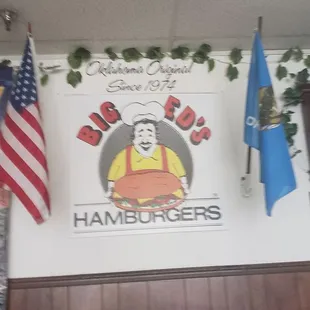 Oklahoma Original
Since 1974
BIG ED'S
HAMBURGERS